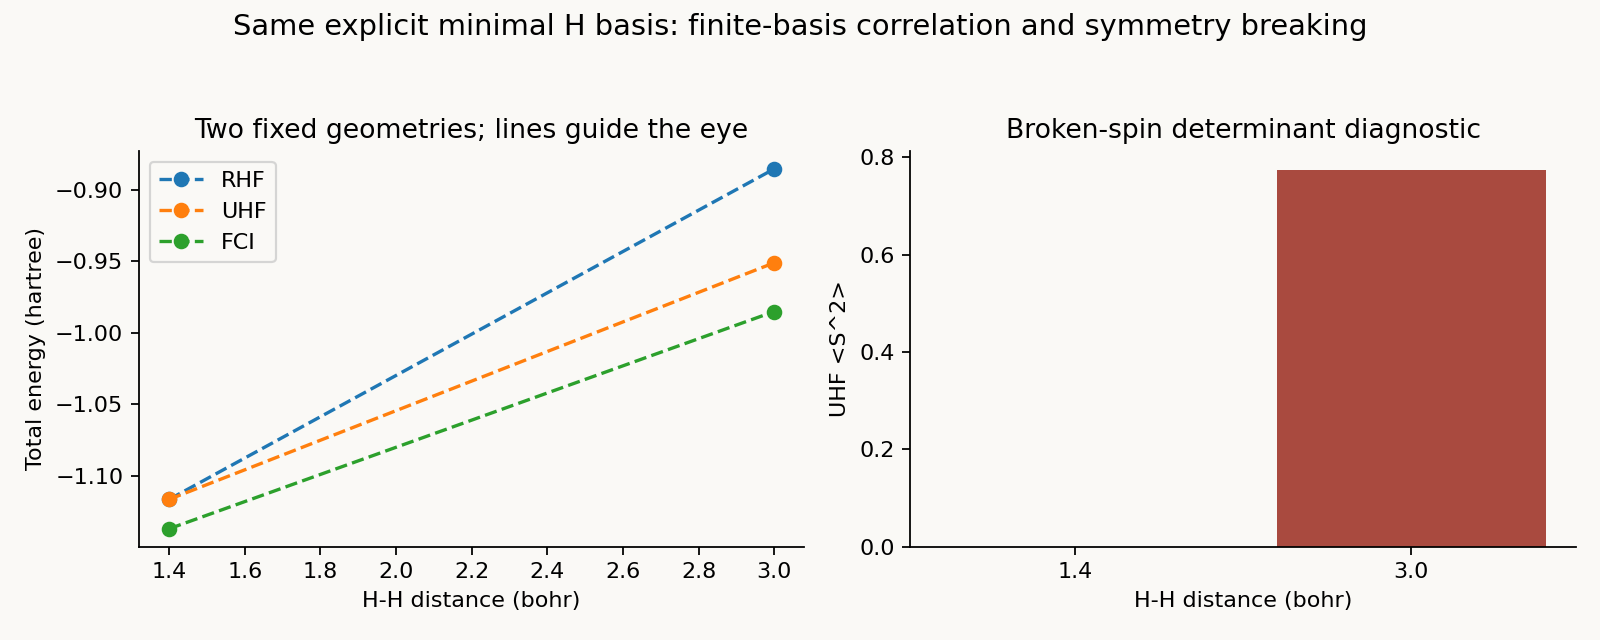 Same explicit minimal H basis: finite-basis correlation and symmetry breaking
Two fixed geometries; lines guide the eye
RHF
UHF
FCI
−0.90
−0.95
−1.00
−1.05
−1.10
Total energy (hartree)
1.4 1.6 1.8 2.0 2.2 2.4 2.6 2.8 3.0
H-H distance (bohr)
Broken-spin determinant diagnostic
0.8
0.6
0.4
0.2
0.0
UHF <S^2>
1.4 3.0
H-H distance (bohr)